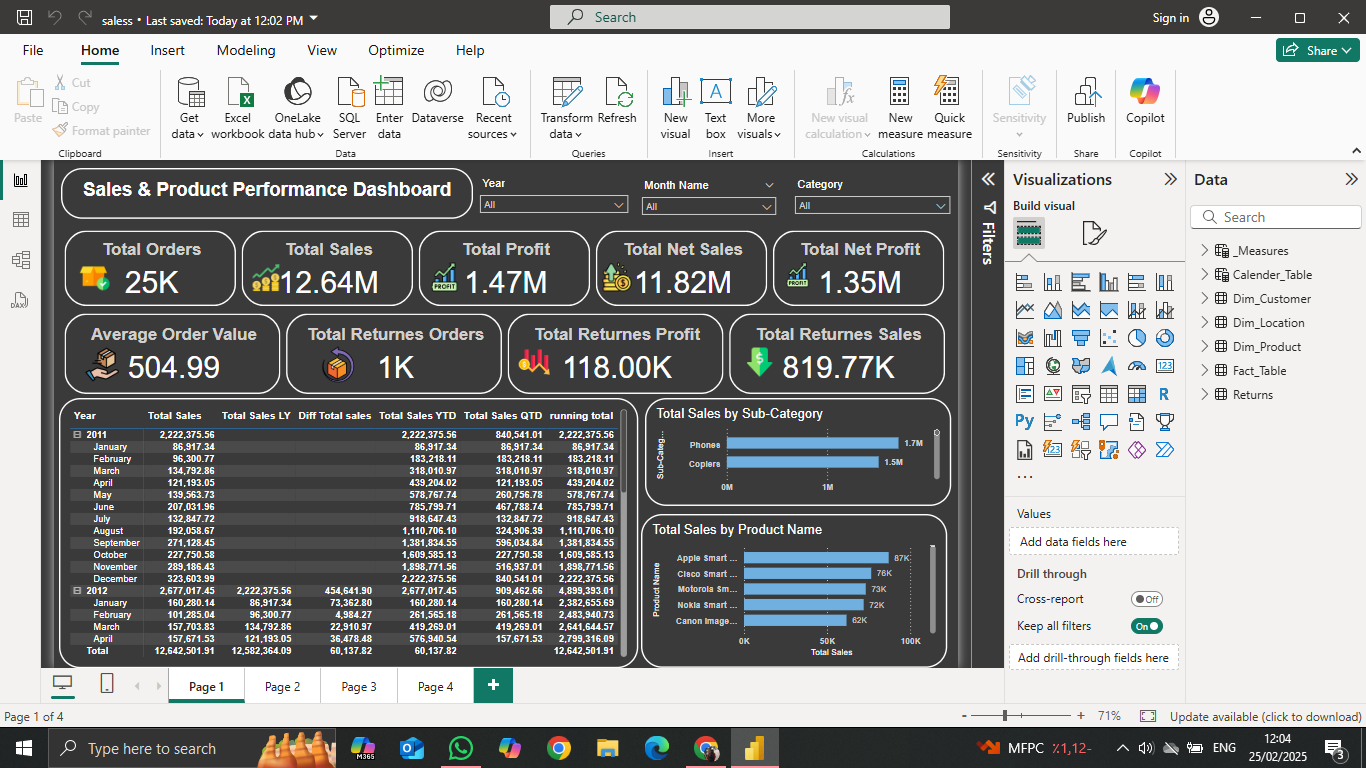 saless • Last saved: Today at 12:02 PM
Search
Sign in
File Home Insert Modeling View Optimize Help
Share
Paste
Cut
Copy
Format painter
Clipboard
Get data
Excel workbook
OneLake data hub
SQL Server
Enter data
Dataverse
Recent sources
Data
Transform data
Refresh
Queries
New visual
Text box
More visuals
Insert
New visual calculation
New measure
Quick measure
Calculations
Sensitivity
Sensitivity
Publish
Share
Copilot
Copilot
Sales & Product Performance Dashboard
Year
All
Month Name
All
Category
All
Total Orders
25K
Total Sales
12.64M
PROFIT
Total Profit
1.47M
Total Net Sales
11.82M
PROFIT
Total Net Profit
1.35M
Average Order Value
504.99
Total Returnes Orders
1K
Total Returnes Profit
118.00K
Total Returnes Sales
819.77K
Year Total Sales Total Sales LY Diff Total sales Total Sales YTD Total Sales QTD running total
2011 2,222,375.56 2,222,375.56 840,541.01 2,222,375.56
January 86,917.34 86,917.34 86,917.34 86,917.34
February 96,300.77 183,218.11 183,218.11 183,218.11
March 134,792.86 318,010.97 318,010.97 318,010.97
April 121,193.05 439,204.02 121,193.05 439,204.02
May 139,563.73 578,767.74 260,756.78 578,767.74
June 207,031.96 785,799.71 467,788.74 785,799.71
July 132,847.72 918,647.43 132,847.72 918,647.43
August 192,058.67 1,110,706.10 324,906.39 1,110,706.10
September 271,128.45 1,381,834.55 596,034.84 1,381,834.55
October 227,750.58 1,609,585.13 227,750.58 1,609,585.13
November 289,186.43 1,898,771.56 516,937.01 1,898,771.56
December 323,603.99 2,222,375.56 840,541.01 2,222,375.56
2012 2,677,017.45 2,222,375.56 454,641.90 2,677,017.45 909,462.66 4,899,393.01
January 160,280.14 86,917.34 73,362.80 160,280.14 160,280.14 2,382,655.69
February 101,285.04 96,300.77 4,984.27 261,565.18 261,565.18 2,483,940.73
March 157,703.83 134,792.86 22,910.97 419,269.01 419,269.01 2,641,644.57
April 157,671.53 121,193.05 36,478.48 576,940.54 157,671.53 2,799,316.09
Total 12,642,501.91 12,582,364.09 60,137.82 60,137.82 12,642,501.91
Total Sales by Sub-Category
Sub-Categ...
Phones 1.7M
Copiers 1.5M
0M 1M
Total Sales by Product Name
Product Name
Apple Smart ... 87K
Cisco Smart ... 76K
Motorola Sm... 73K
Nokia Smart ... 72K
Canon Image... 62K
0K 50K 100K
Total Sales
Filters
Visualizations
Build visual
123
R
Py
123
...
Values
Add data fields here
Drill through
Cross-report Off
Keep all filters On
Add drill-through fields here
Data
Search
_Measures
Calender_Table
Dim_Customer
Dim_Location
Dim_Product
Fact_Table
Returns
DAX
Page 1 Page 2 Page 3 Page 4 +
Page 1 of 4
- + 71%
Update available (click to download)
Type here to search
M365
MFPC ٪1,12-
ENG
12:04
25/02/2025
3